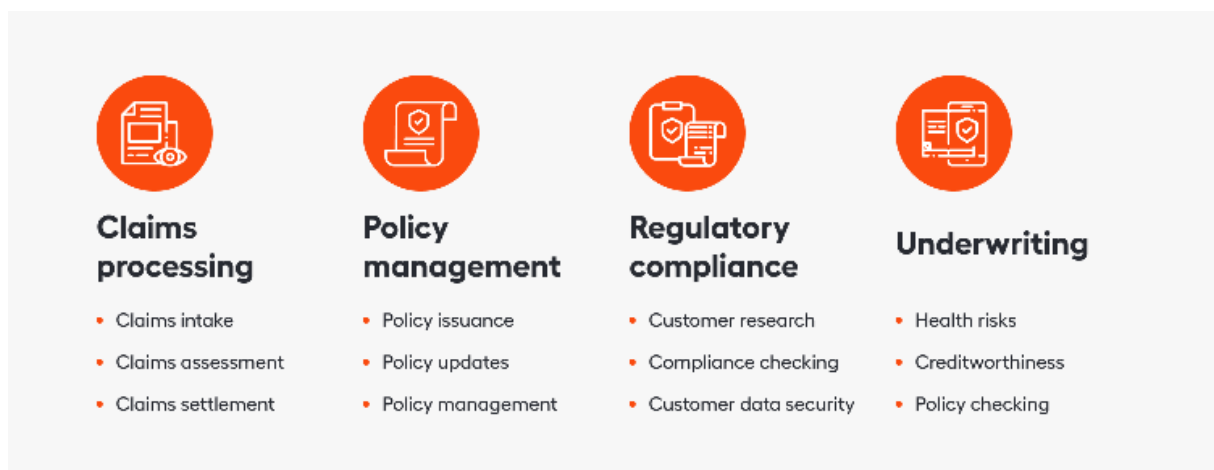 Claims
processing
Claims intake
Claims assessment
Claims settlement
Policy
management
Policy issuance
Policy updates
Policy management
Regulatory
compliance
Customer research
Compliance checking
Customer data security
Underwriting
Health risks
Creditworthiness
Policy checking